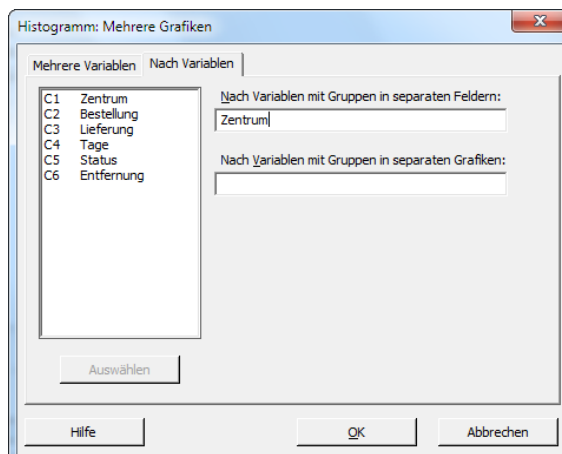 Histogramm: Mehrere Grafiken
Mehrere Variablen
Nach Variablen
C1 Zentrum
C2 Bestellung
C3 Lieferung
C4 Tage
C5 Status
C6 Entfernung
Nach Variablen mit Gruppen in separaten Feldern:
Zentrum
Nach Variablen mit Gruppen in separaten Grafiken:
Auswählen
Hilfe
OK
Abbrechen